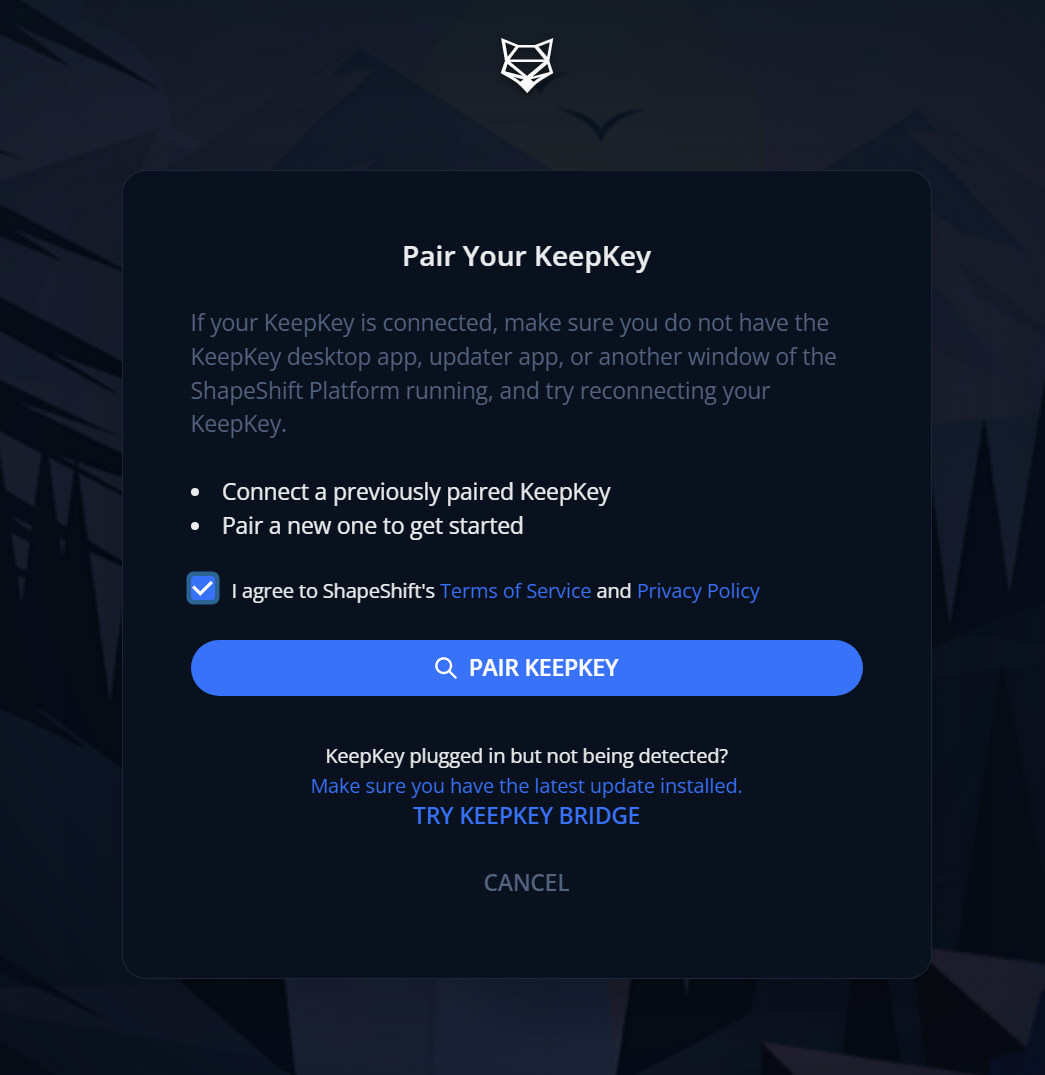 Pair Your KeepKey
If your KeepKey is connected, make sure you do not have the
KeepKey desktop app, updater app, or another window of the
ShapeShift Platform running, and try reconnecting your
KeepKey.
• Connect a previously paired KeepKey
• Pair a new one to get started
I agree to ShapeShift's Terms of Service and Privacy Policy
PAIR KEEPKEY
KeepKey plugged in but not being detected?
Make sure you have the latest update installed.
TRY KEEPKEY BRIDGE
CANCEL